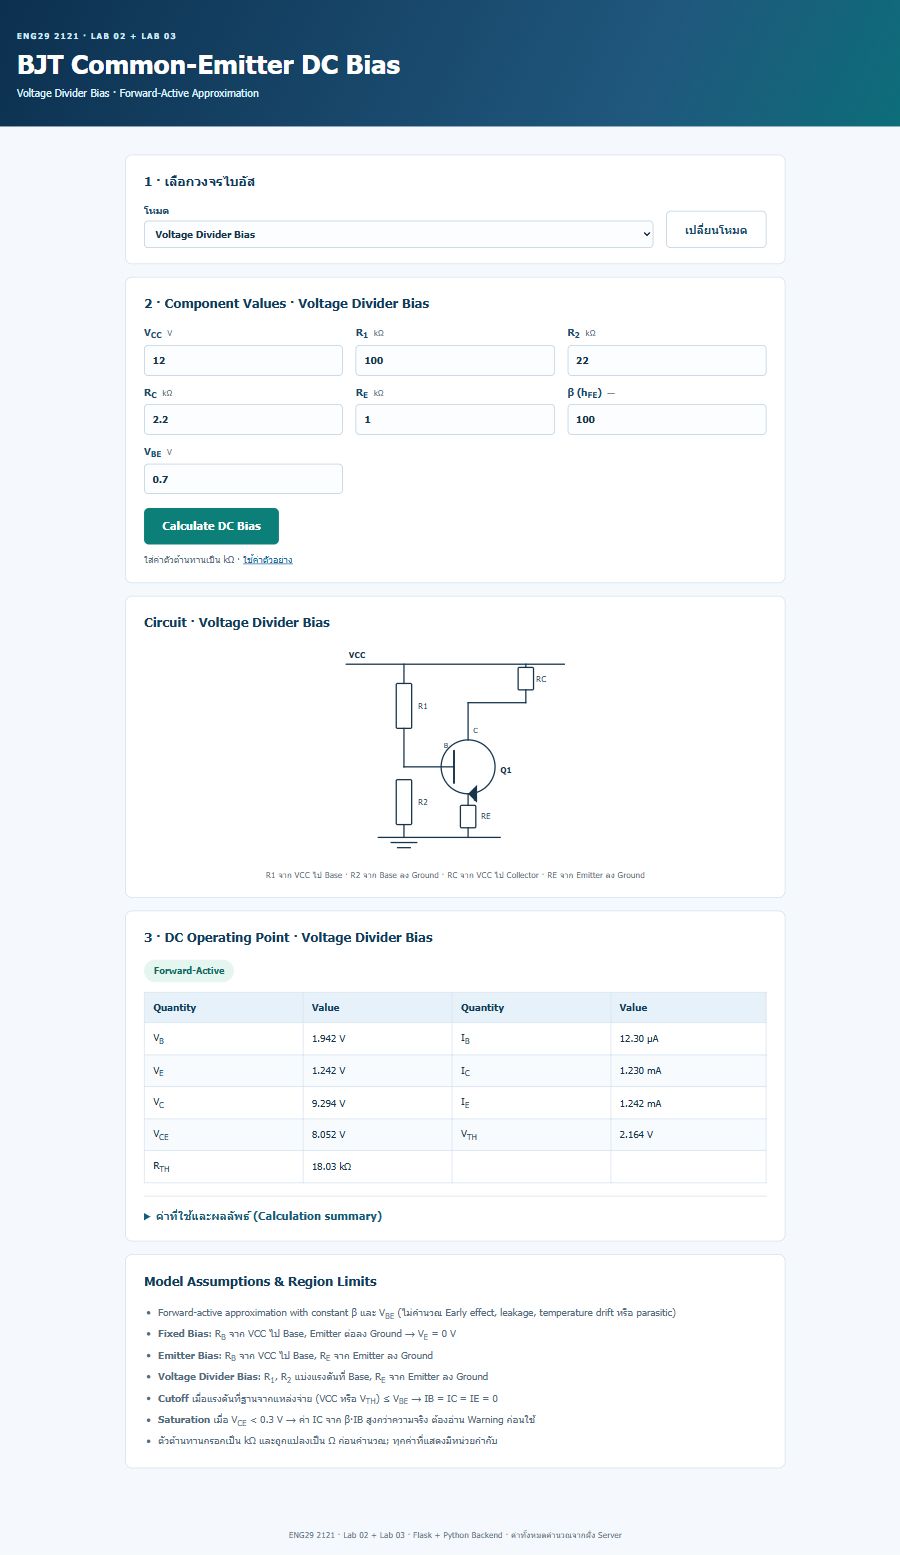 ENG29 2121 · LAB 02 + LAB 03
BJT Common-Emitter DC Bias
Voltage Divider Bias · Forward-Active Approximation
1 · เลือกวงจรไบอัส
โหมด
Voltage Divider Bias
เปลี่ยนโหมด
2 · Component Values · Voltage Divider Bias
VCC V R1 kΩ R2 kΩ
12 100 22
RC kΩ RE kΩ β (hFE) —
2.2 1 100
VBE V
0.7
Calculate DC Bias
ใส่ค่าตัวต้านทานเป็น kΩ · ใช้ค่าตัวอย่าง
Circuit · Voltage Divider Bias
VCC
RC
R1
C
B
Q1
R2
RE
R1 จาก VCC ไป Base · R2 จาก Base ลง Ground · RC จาก VCC ไป Collector · RE จาก Emitter ลง Ground
3 · DC Operating Point · Voltage Divider Bias
Forward-Active
Quantity Value Quantity Value
VB 1.942 V IB 12.30 µA
VE 1.242 V IC 1.230 mA
VC 9.294 V IE 1.242 mA
VCE 8.052 V VTH 2.164 V
RTH 18.03 kΩ
▶ ค่าที่ใช้และผลลัพธ์ (Calculation summary)
Model Assumptions & Region Limits
• Forward-active approximation with constant β และ VBE (ไม่คำนวณ Early effect, leakage, temperature drift หรือ parasitic)
• Fixed Bias: RB จาก VCC ไป Base, Emitter ต่อลง Ground → VE = 0 V
• Emitter Bias: RB จาก VCC ไป Base, RE จาก Emitter ลง Ground
• Voltage Divider Bias: R1, R2 แบ่งแรงดันที่ Base, RE จาก Emitter ลง Ground
• Cutoff เมื่อแรงดันที่ฐานจากแหล่งจ่าย (VCC หรือ VTH) ≤ VBE → IB = IC = IE = 0
• Saturation เมื่อ VCE < 0.3 V → ค่า IC จาก β·IB สูงกว่าความจริง ต้องอ่าน Warning ก่อนใช้
• ตัวต้านทานกรอกเป็น kΩ และถูกแปลงเป็น Ω ก่อนคำนวณ; ทุกค่าที่แสดงมีหน่วยกำกับ
ENG29 2121 · Lab 02 + Lab 03 · Flask + Python Backend · ค่าทั้งหมดคำนวณจากฝั่ง Server